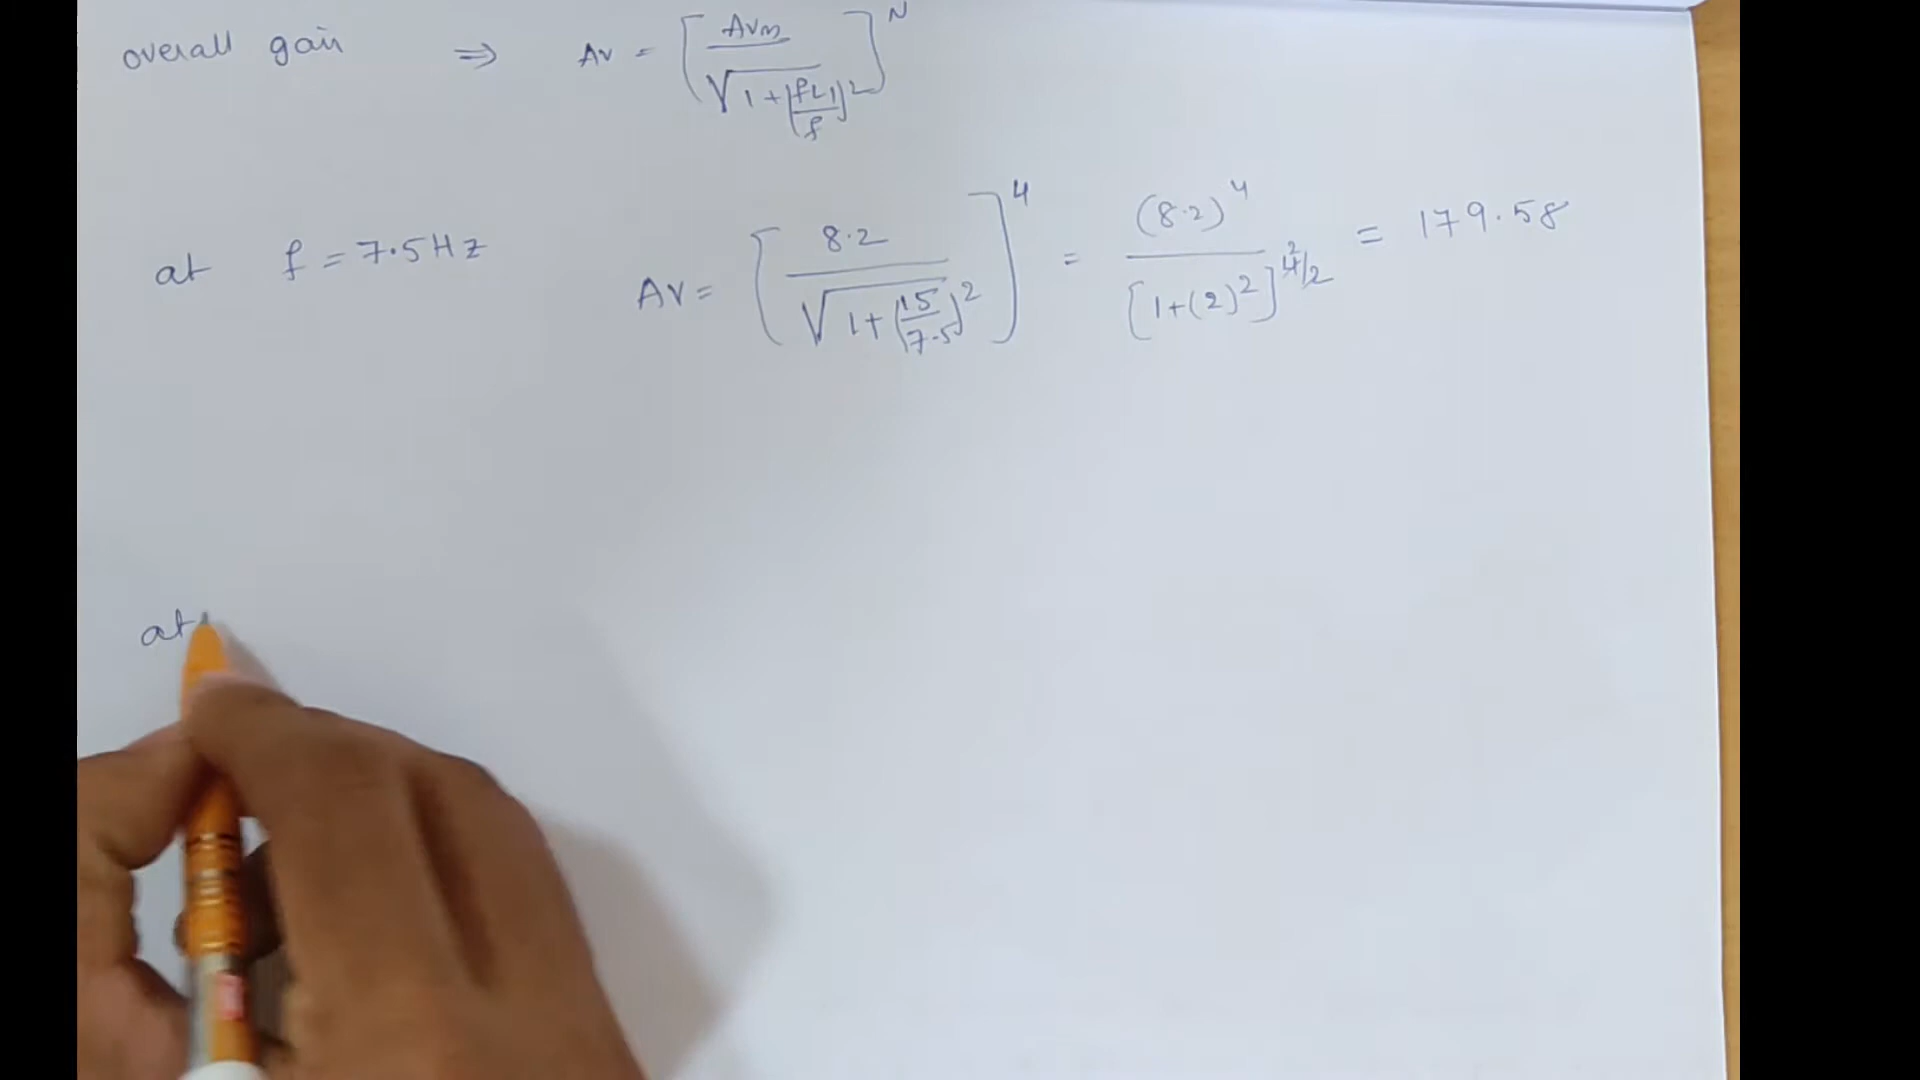 overall gain ⇒ Av = [Avm / √(1+(fL1/f)²)]^N
at f = 7.5Hz Av = [8.2 / √(1+(15/7.5)²)]^4 = (8.2)^4 / [1+(2)²]^(4/2) 2 = 179.58
at